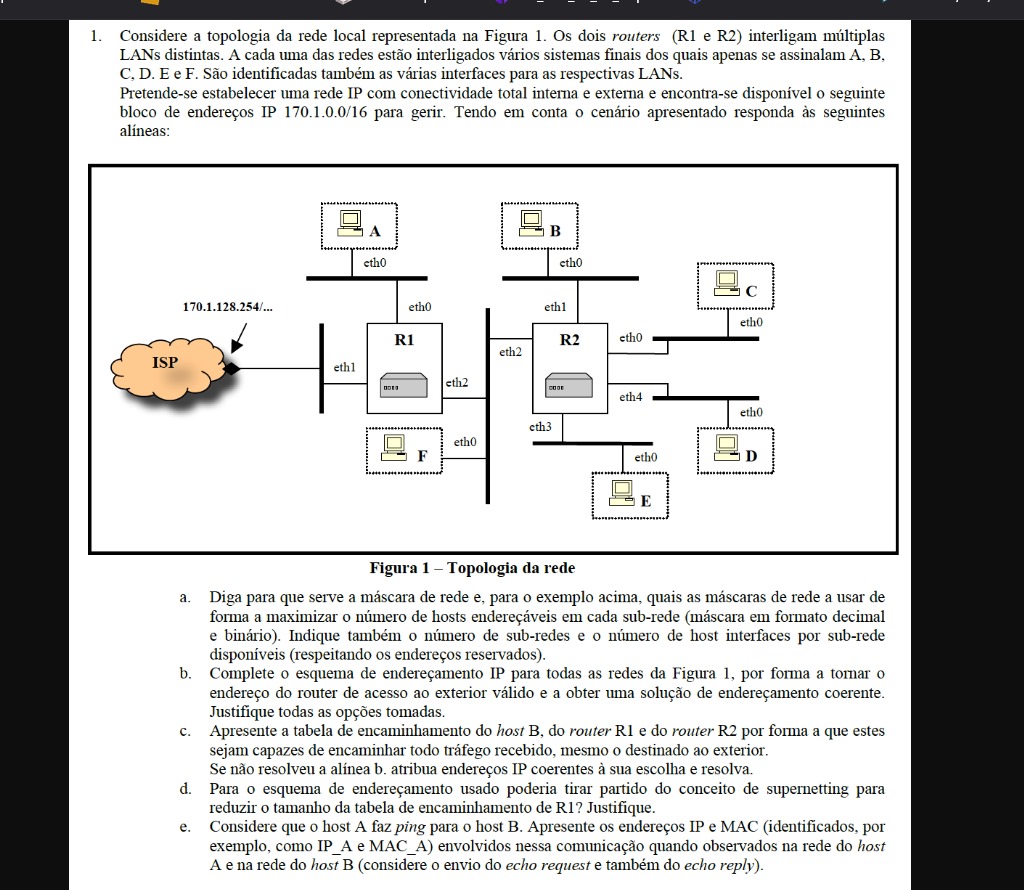 1. Considere a topologia da rede local representada na Figura 1. Os dois routers (R1 e R2) interligam múltiplas
LANs distintas. A cada uma das redes estão interligados vários sistemas finais dos quais apenas se assinalam A, B,
C, D. E e F. São identificadas também as várias interfaces para as respectivas LANs.
Pretende-se estabelecer uma rede IP com conectividade total interna e externa e encontra-se disponível o seguinte
bloco de endereços IP 170.1.0.0/16 para gerir. Tendo em conta o cenário apresentado responda às seguintes
alíneas:
A
B
eth0
eth0
C
170.1.128.254/...
eth0
eth1
eth0
R1
R2
eth0
ISP
eth2
eth1
eth2
eth4
eth0
eth3
eth0
F
eth0
D
E
Figura 1 – Topologia da rede
a. Diga para que serve a máscara de rede e, para o exemplo acima, quais as máscaras de rede a usar de
forma a maximizar o número de hosts endereçáveis em cada sub-rede (máscara em formato decimal
e binário). Indique também o número de sub-redes e o número de host interfaces por sub-rede
disponíveis (respeitando os endereços reservados).
b. Complete o esquema de endereçamento IP para todas as redes da Figura 1, por forma a tornar o
endereço do router de acesso ao exterior válido e a obter uma solução de endereçamento coerente.
Justifique todas as opções tomadas.
c. Apresente a tabela de encaminhamento do host B, do router R1 e do router R2 por forma a que estes
sejam capazes de encaminhar todo tráfego recebido, mesmo o destinado ao exterior.
Se não resolveu a alínea b. atribua endereços IP coerentes à sua escolha e resolva.
d. Para o esquema de endereçamento usado poderia tirar partido do conceito de supernetting para
reduzir o tamanho da tabela de encaminhamento de R1? Justifique.
e. Considere que o host A faz ping para o host B. Apresente os endereços IP e MAC (identificados, por
exemplo, como IP_A e MAC_A) envolvidos nessa comunicação quando observados na rede do host
A e na rede do host B (considere o envio do echo request e também do echo reply).